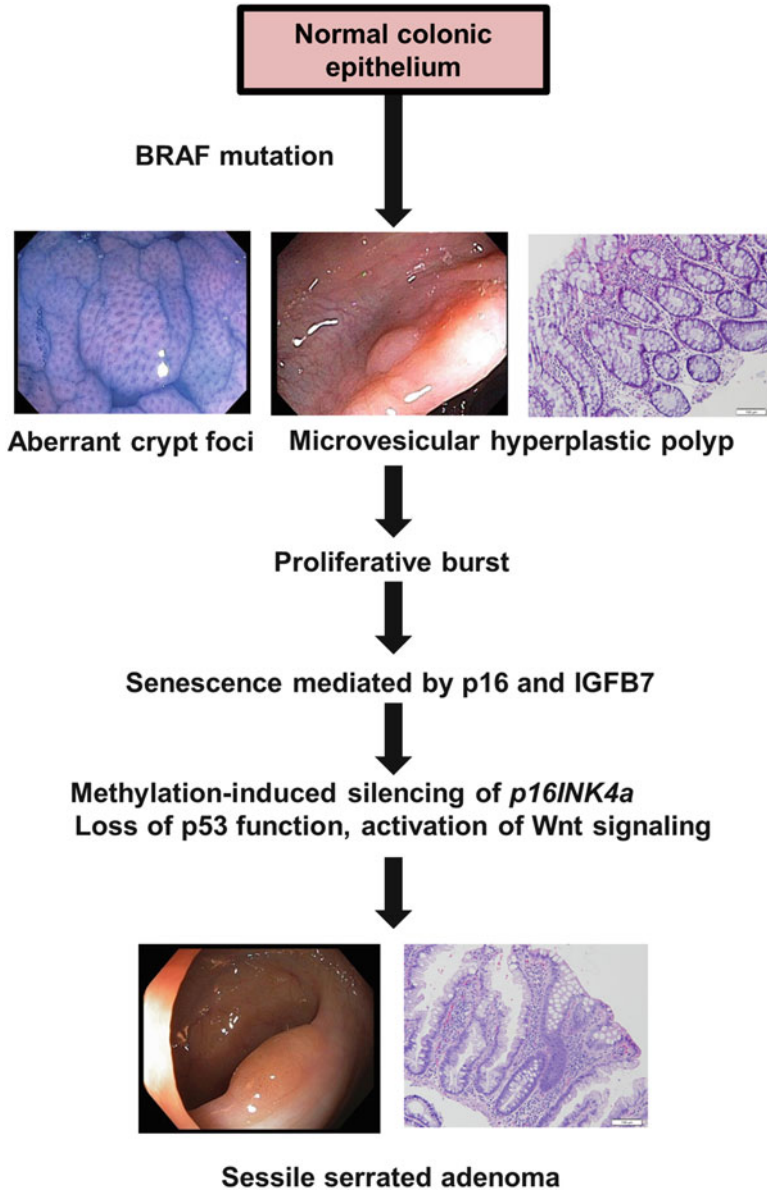 Normal colonic
epithelium
BRAF mutation
Aberrant crypt foci
Microvesicular hyperplastic polyp
Proliferative burst
Senescence mediated by p16 and IGFB7
Methylation-induced silencing of p16INK4a
Loss of p53 function, activation of Wnt signaling
Sessile serrated adenoma